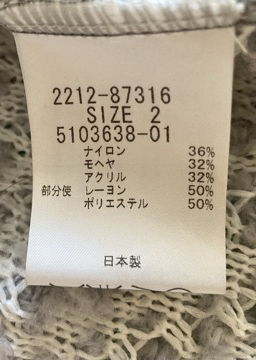 2212-87316
SIZE 2
5103638-01
ナイロン 36%
モヘヤ 32%
アクリル 32%
部分使 レーヨン 50%
ポリエステル 50%
日本製